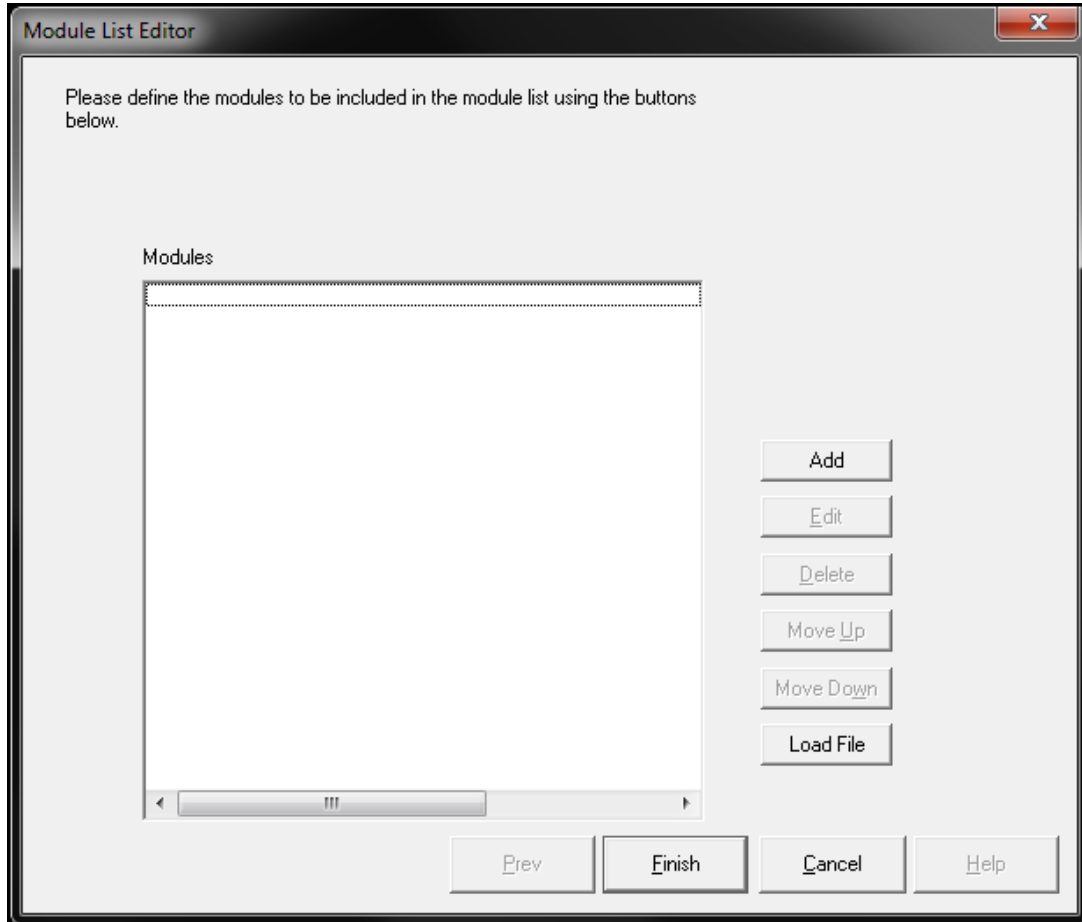 Module List Editor
Please define the modules to be included in the module list using the buttons
below.
Modules
Add
Edit
Delete
Move Up
Move Down
Load File
Prev
Finish
Cancel
Help